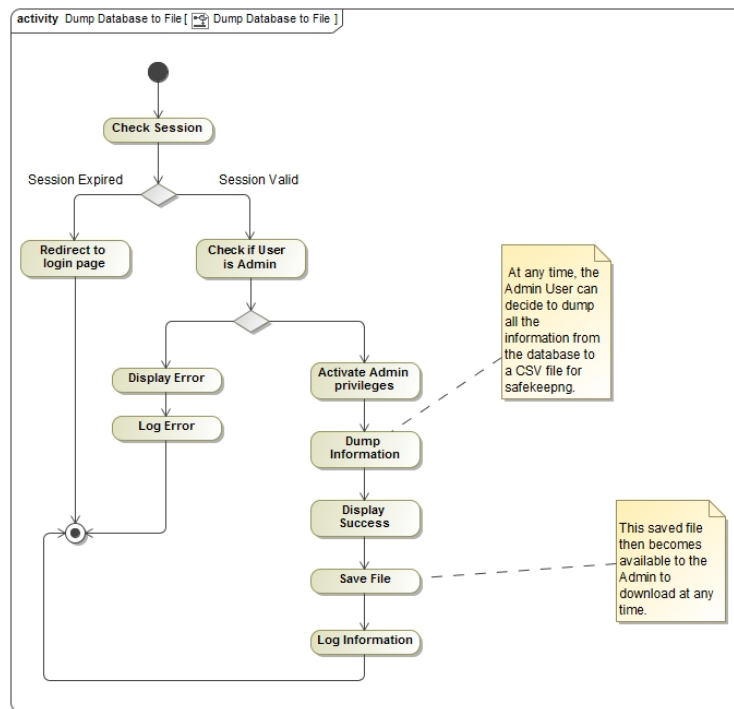 activity Dump Database to File [ Dump Database to File ]
Check Session
Session Expired
Session Valid
Redirect to
login page
Check if User
is Admin
At any time, the
Admin User can
decide to dump
all the
information from
the database to
a CSV file for
safekeepng.
Display Error
Activate Admin
privileges
Log Error
Dump
Information
Display
Success
This saved file
then becomes
available to the
Admin to
download at any
time.
Save File
Log Information